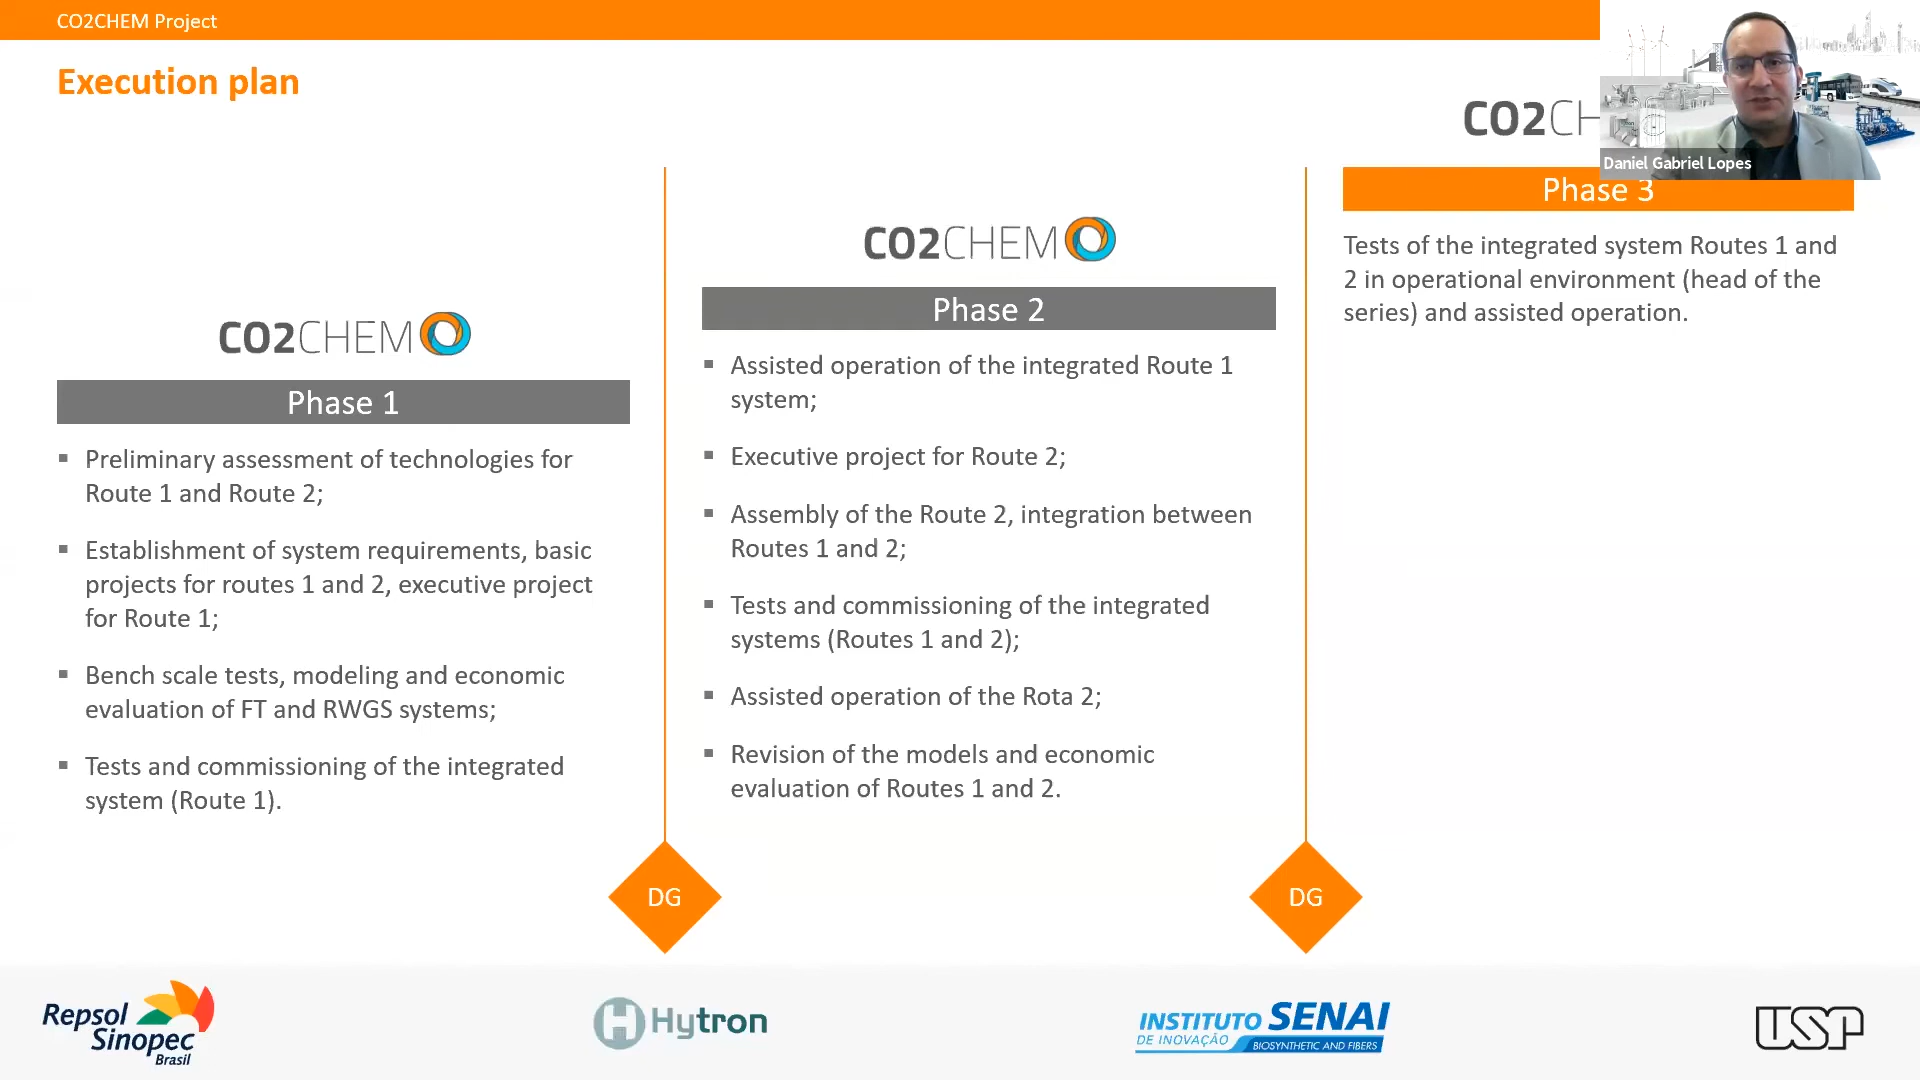 CO2CHEM Project
Execution plan
CO2CHEM
Phase 1
▪ Preliminary assessment of technologies for
Route 1 and Route 2;
▪ Establishment of system requirements, basic
projects for routes 1 and 2, executive project
for Route 1;
▪ Bench scale tests, modeling and economic
evaluation of FT and RWGS systems;
▪ Tests and commissioning of the integrated
system (Route 1).
DG
CO2CHEM
Phase 2
▪ Assisted operation of the integrated Route 1
system;
▪ Executive project for Route 2;
▪ Assembly of the Route 2, integration between
Routes 1 and 2;
▪ Tests and commissioning of the integrated
systems (Routes 1 and 2);
▪ Assisted operation of the Rota 2;
▪ Revision of the models and economic
evaluation of Routes 1 and 2.
DG
CO2CH
Daniel Gabriel Lopes
Phase 3
Tests of the integrated system Routes 1 and
2 in operational environment (head of the
series) and assisted operation.
Repsol
Sinopec
Brasil
H Hytron
INSTITUTO SENAI
DE INOVAÇÃO BIOSYNTHETIC AND FIBERS
USP